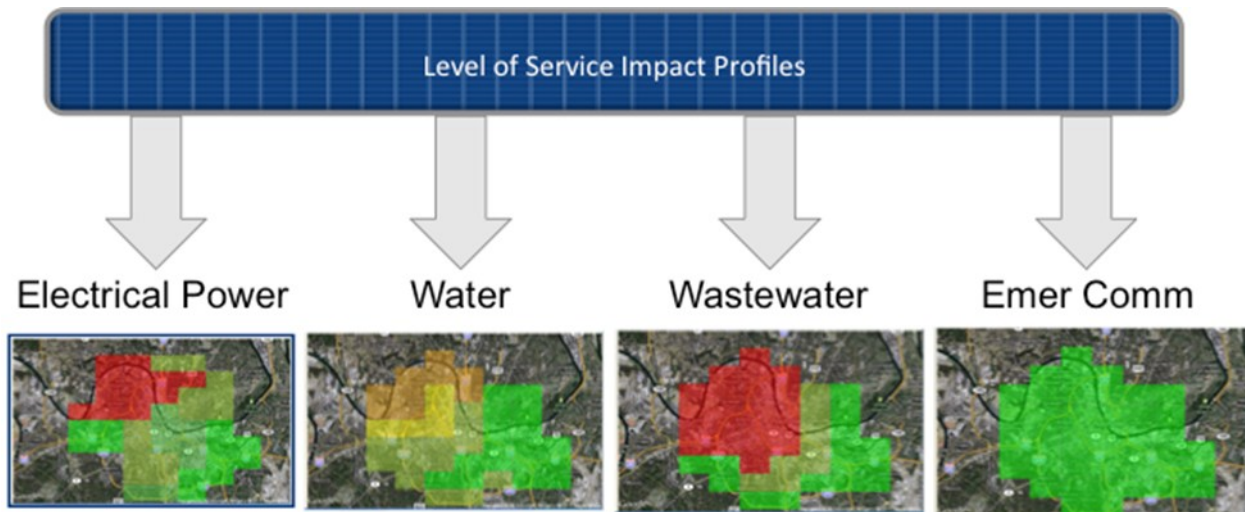 Level of Service Impact Profiles
Electrical Power
Water
Wastewater
Emer Comm